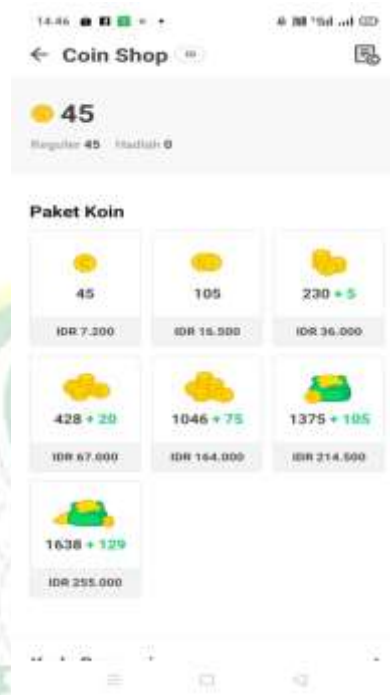 14.46
← Coin Shop
45
Reguler 45 Hadiah 0
Paket Koin
45
IDR 7.200
105
IDR 16.500
230 + 5
IDR 36.000
428 + 20
IDR 67.000
1046 + 75
IDR 164.000
1375 + 105
IDR 214.500
1638 + 129
IDR 255.000